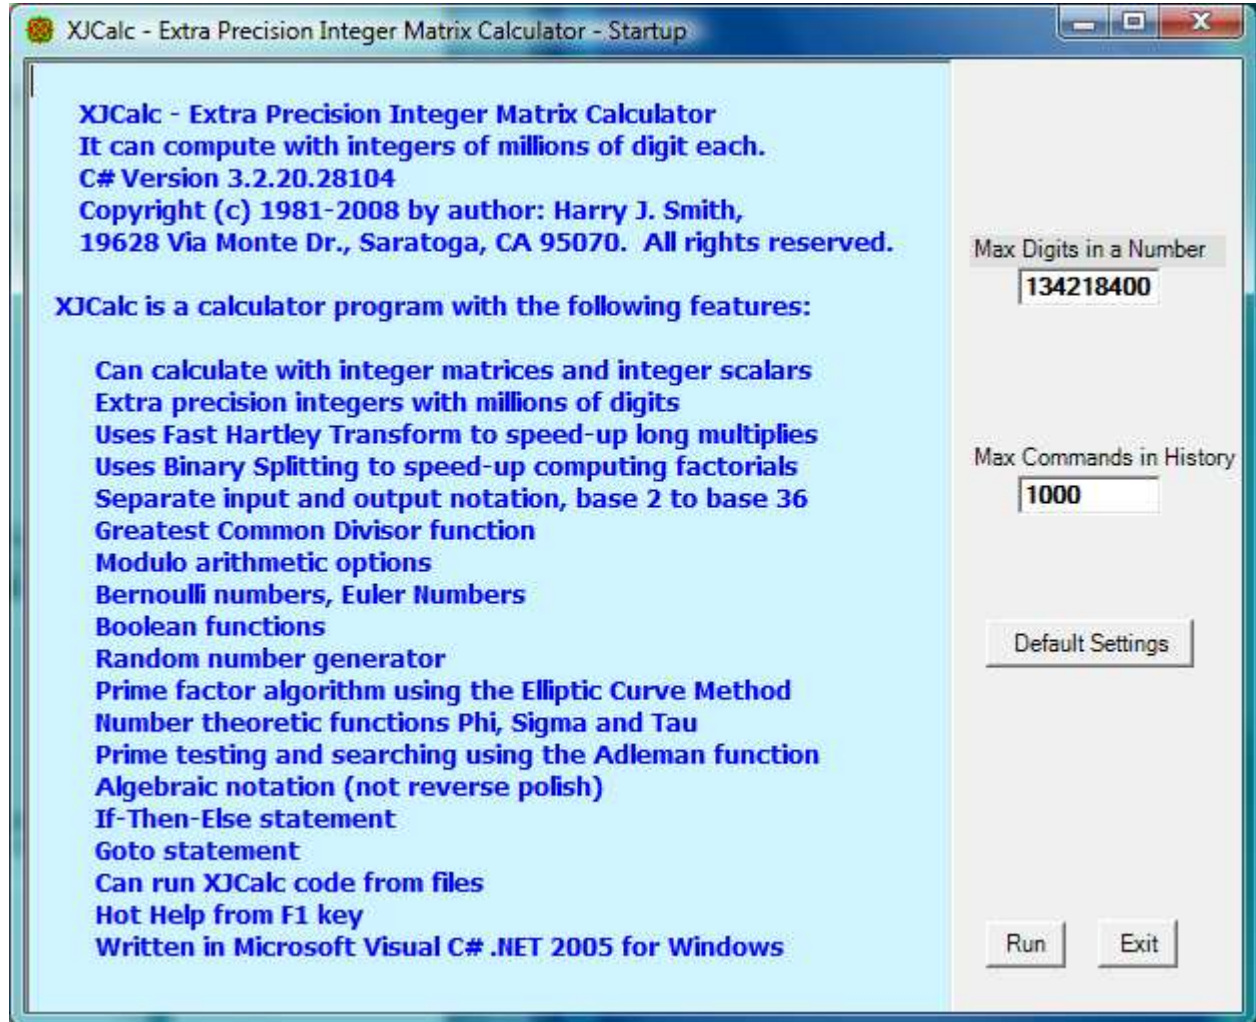 XJCalc - Extra Precision Integer Matrix Calculator - Startup
XJCalc - Extra Precision Integer Matrix Calculator
It can compute with integers of millions of digit each.
C# Version 3.2.20.28104
Copyright (c) 1981-2008 by author: Harry J. Smith,
19628 Via Monte Dr., Saratoga, CA 95070.  All rights reserved.
XJCalc is a calculator program with the following features:
Can calculate with integer matrices and integer scalars
Extra precision integers with millions of digits
Uses Fast Hartley Transform to speed-up long multiplies
Uses Binary Splitting to speed-up computing factorials
Separate input and output notation, base 2 to base 36
Greatest Common Divisor function
Modulo arithmetic options
Bernoulli numbers, Euler Numbers
Boolean functions
Random number generator
Prime factor algorithm using the Elliptic Curve Method
Number theoretic functions Phi, Sigma and Tau
Prime testing and searching using the Adleman function
Algebraic notation (not reverse polish)
If-Then-Else statement
Goto statement
Can run XJCalc code from files
Hot Help from F1 key
Written in Microsoft Visual C# .NET 2005 for Windows
Max Digits in a Number
134218400
Max Commands in History
1000
Default Settings
Run
Exit